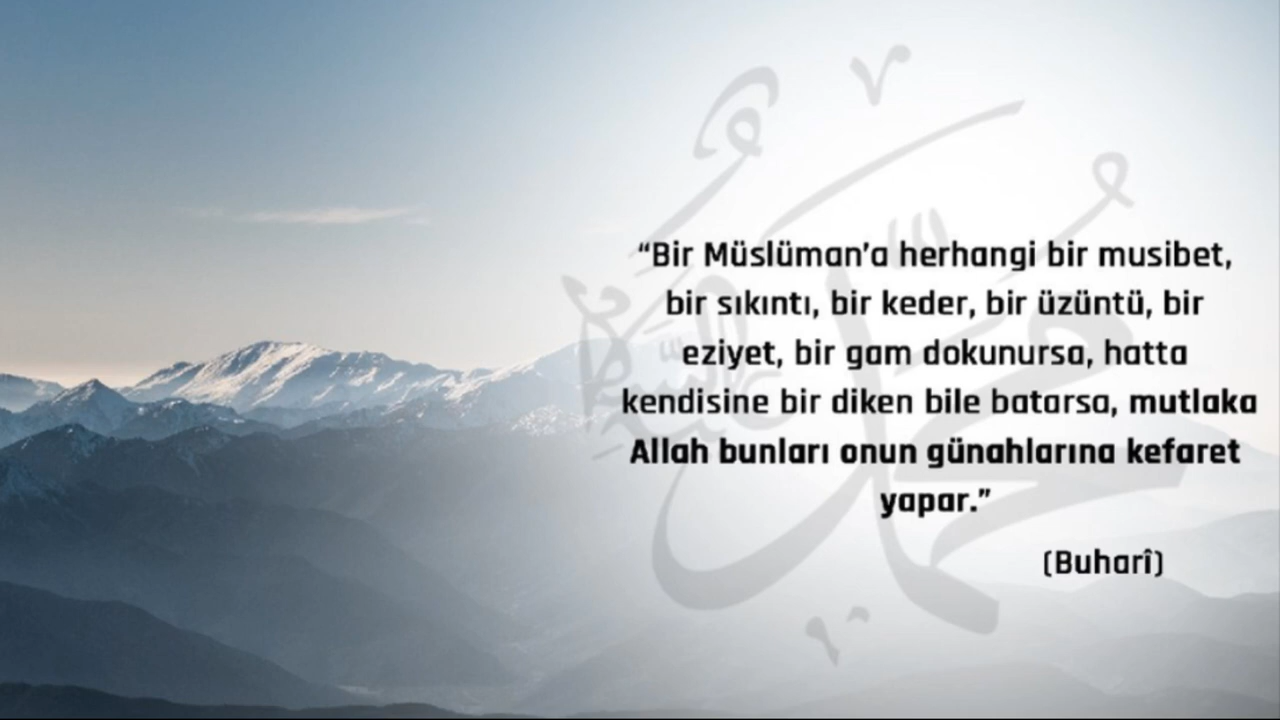 “Bir Müslüman’a herhangi bir musibet,
bir sıkıntı, bir keder, bir üzüntü, bir
eziyet, bir gam dokunursa, hatta
kendisine bir diken bile batarsa, mutlaka
Allah bunları onun günahlarına kefaret
yapar.”
(Buharî)